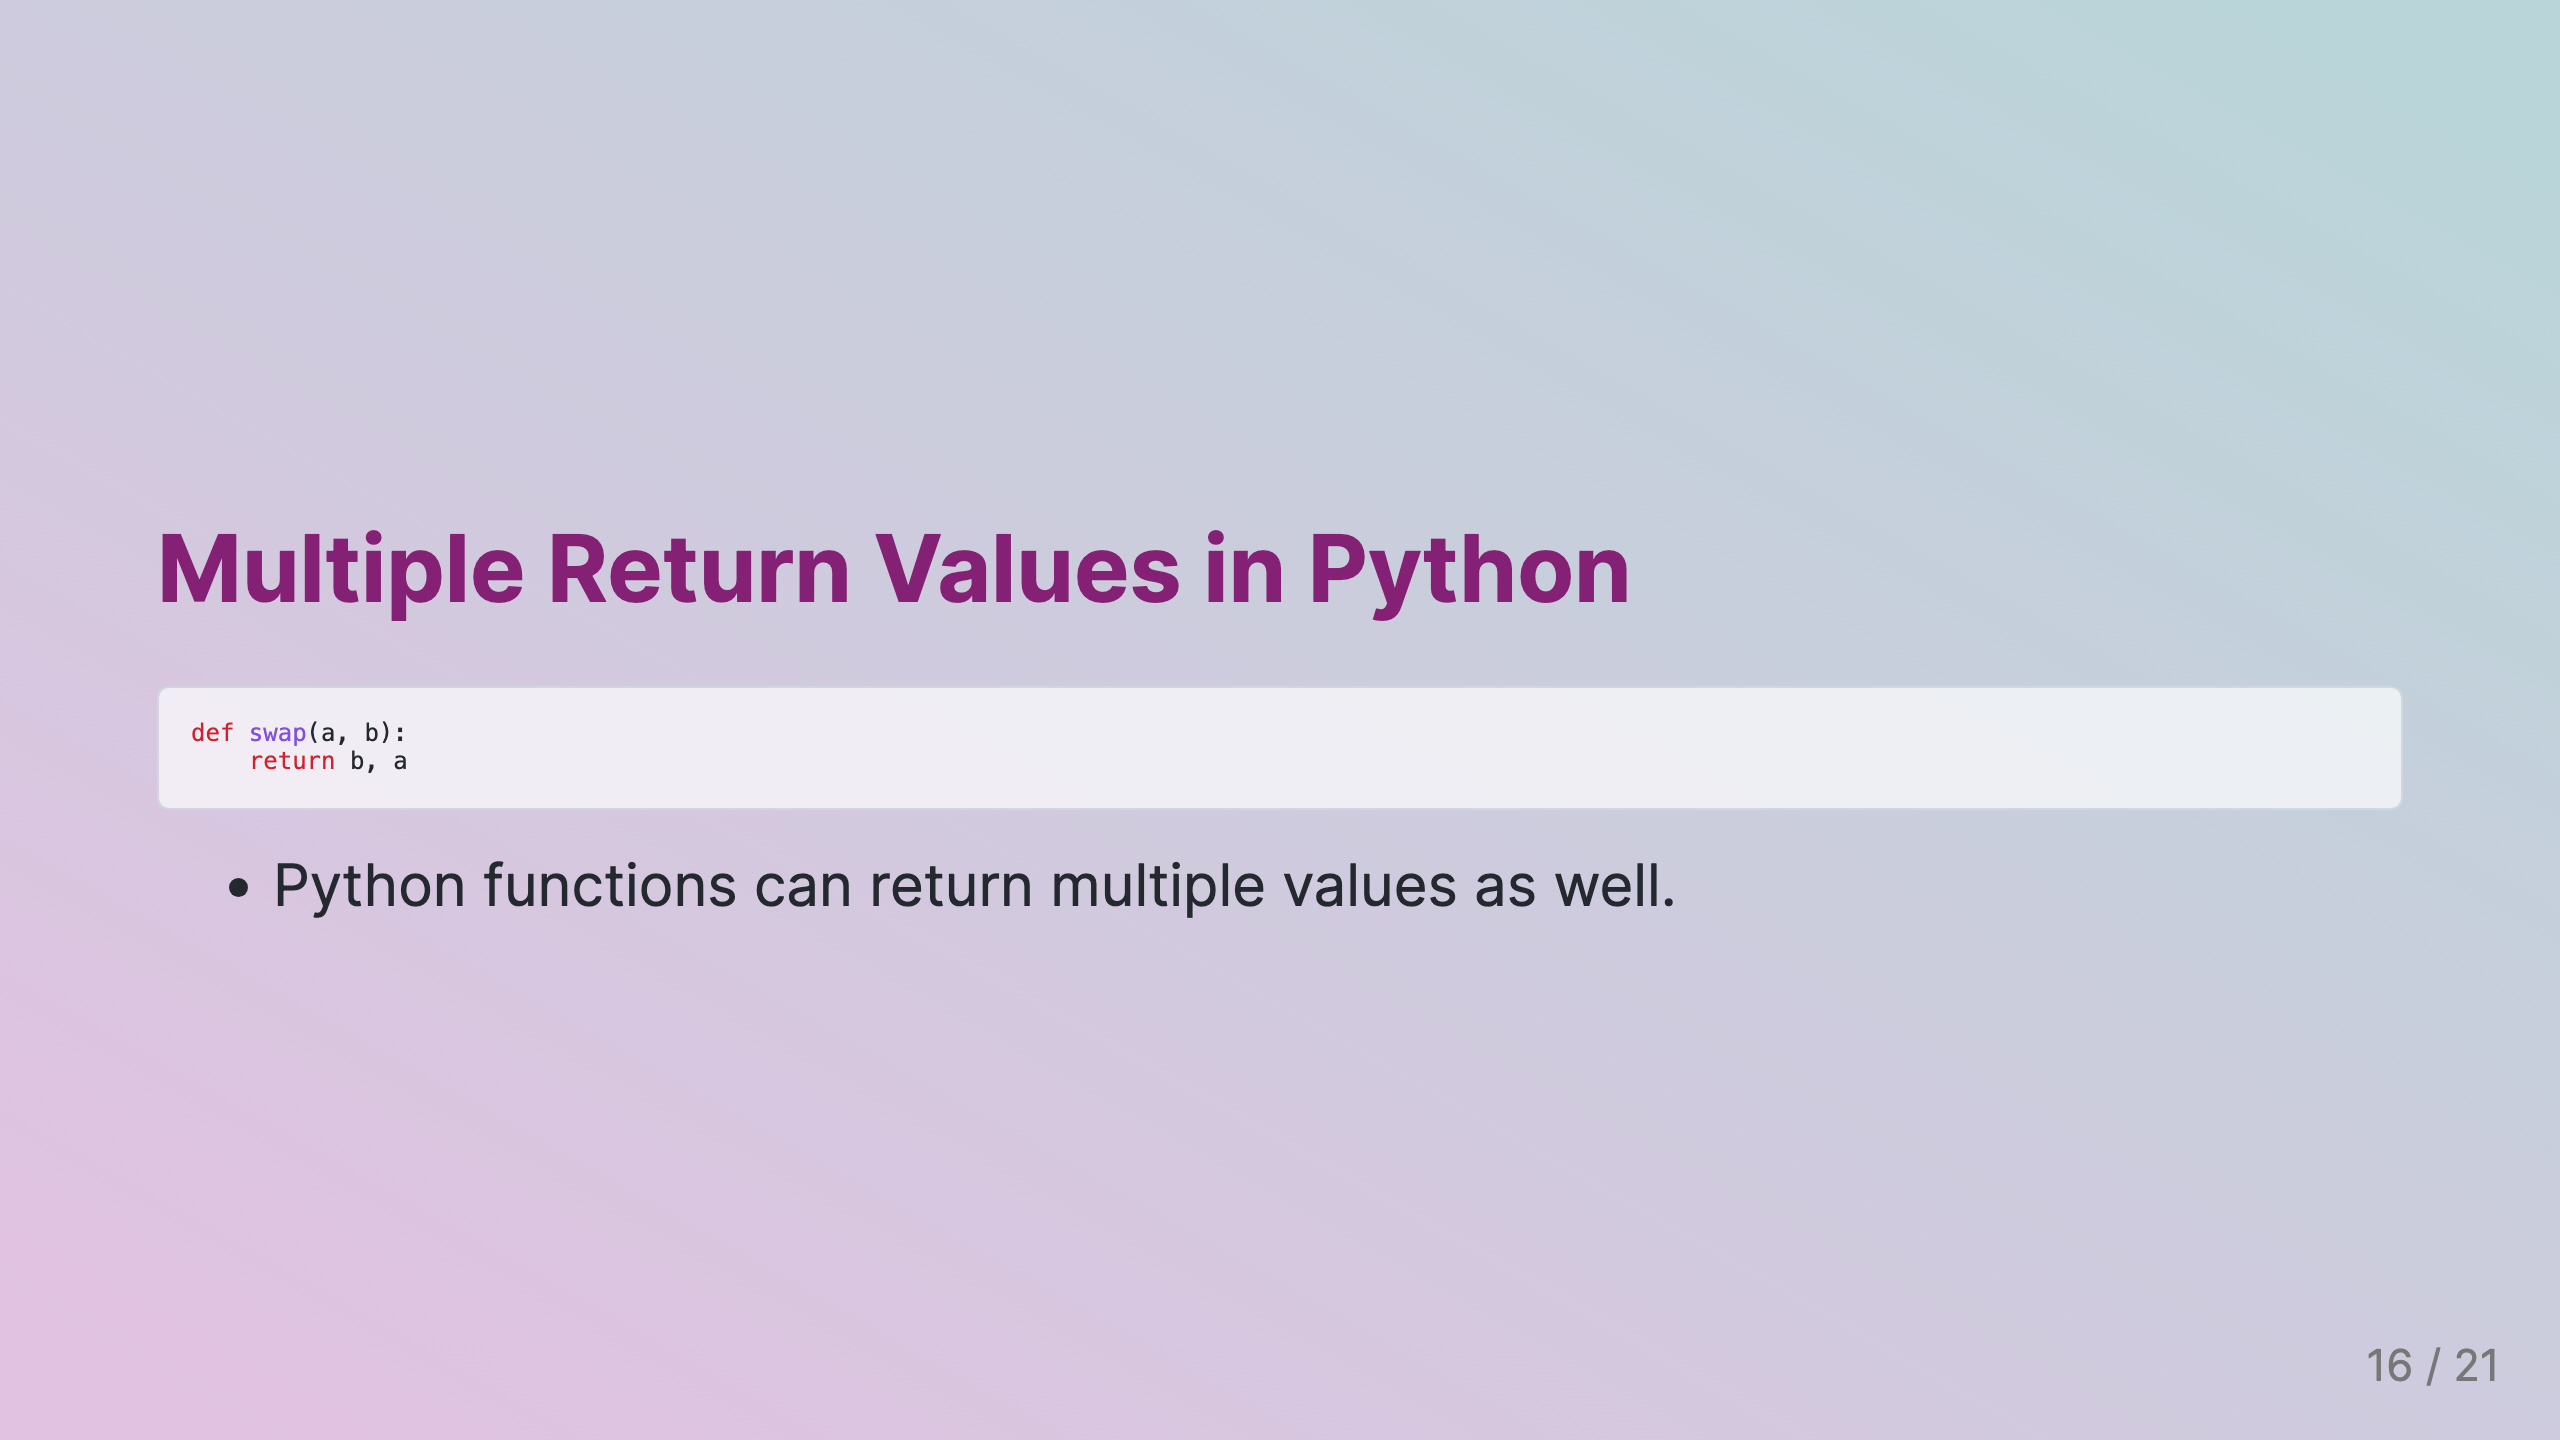 Multiple Return Values in Python
def swap(a, b):
    return b, a
• Python functions can return multiple values as well.
16 / 21